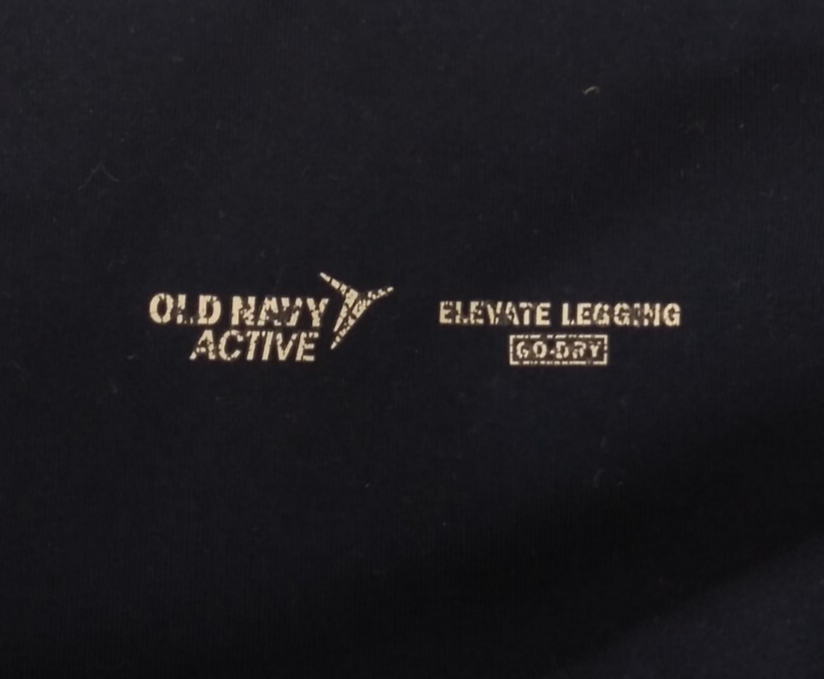 OLD NAVY
ACTIVE
ELEVATE LEGGING
GO-DRY